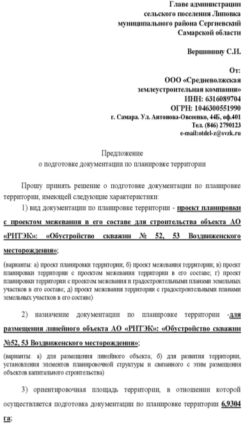 Главе администрации
сельского поселения Липовка
муниципального района Сергиевский
Самарской области
Вершинину С.И.
От:
ООО «Средневолжская
землеустроительная компания»
ИНН: 6316089704
ОГРН: 1046300551990
г. Самара. Ул. Антонова-Овсеенко, 44Б, оф.401
Тел. (846) 2790123
e-mail:otdel-z@svzk.ru
Предложение
о подготовке документации по планировке территории
Прошу принять решение о подготовке документации по планировке
территории, имеющей следующие характеристики:
1) вид документации по планировке территории - проект планировки
с проектом межевания в его составе для строительства объекта АО
«РИТЭК»: «Обустройство скважин № 52, 53 Воздвиженского
месторождения»;
(варианты: а) проект планировки территории; б) проект межевания территории; в) проект
планировки территории с проектом межевания территории в его составе; г) проект
планировки территории с проектом межевания и градостроительными планами земельных
участков в его составе, д) проект межевания территории с градостроительными планами
земельных участков в его составе)
2) назначение документации по планировке территории -для
размещения линейного объекта АО «РИТЭК»: «Обустройство скважин
№52, 53 Воздвиженского месторождения»;
(варианты: а) для размещения линейного объекта, б) для развития территории,
установления элементов планировочной структуры и связанного с этим размещения
объектов капитального строительства)
3) ориентировочная площадь территории, в отношении которой
осуществляется подготовка документации по планировке территории 6,9304
га;